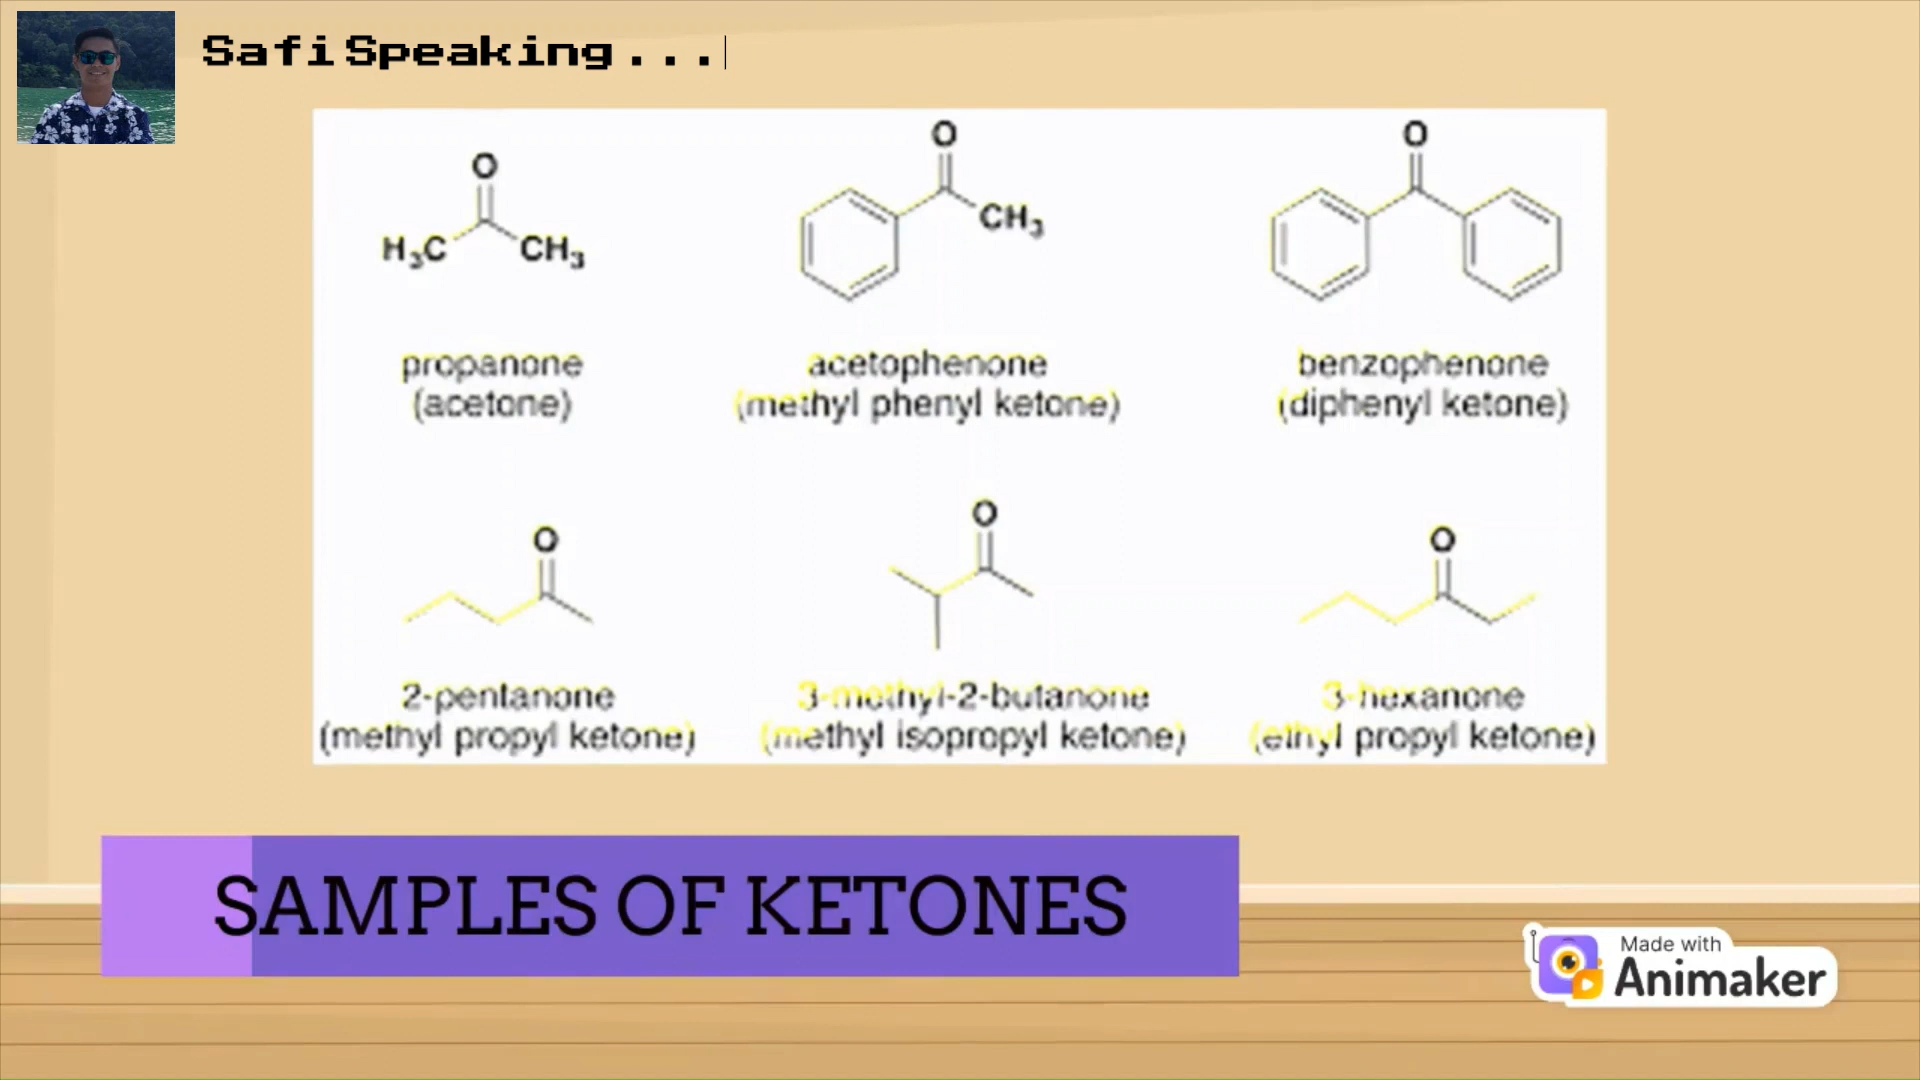 Safi Speaking ...
O
H₃C CH₃
propanone
(acetone)
O
CH₃
acetophenone
(methyl phenyl ketone)
O
benzophenone
(diphenyl ketone)
O
2-pentanone
(methyl propyl ketone)
O
3-methyl-2-butanone
(methyl isopropyl ketone)
O
3-hexanone
(ethyl propyl ketone)
SAMPLES OF KETONES
Made with
Animaker